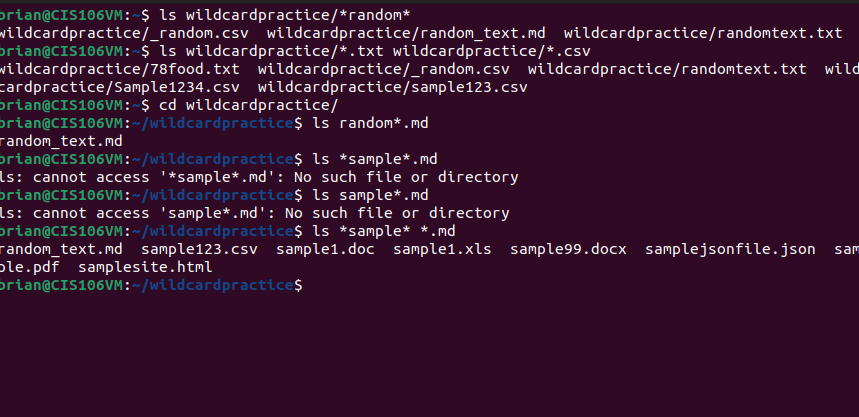 brian@CIS106VM:~$ ls wildcardpractice/*random*
wildcardpractice/_random.csv  wildcardpractice/random_text.md  wildcardpractice/randomtext.txt
brian@CIS106VM:~$ ls wildcardpractice/*.txt wildcardpractice/*.csv
wildcardpractice/78food.txt  wildcardpractice/_random.csv  wildcardpractice/randomtext.txt  wild
cardpractice/Sample1234.csv  wildcardpractice/sample123.csv
brian@CIS106VM:~$ cd wildcardpractice/
brian@CIS106VM:~/wildcardpractice$ ls random*.md
random_text.md
brian@CIS106VM:~/wildcardpractice$ ls *sample*.md
ls: cannot access '*sample*.md': No such file or directory
brian@CIS106VM:~/wildcardpractice$ ls sample*.md
ls: cannot access 'sample*.md': No such file or directory
brian@CIS106VM:~/wildcardpractice$ ls *sample* *.md
random_text.md  sample123.csv  sample1.doc  sample1.xls  sample99.docx  samplejsonfile.json  sam
ple.pdf  samplesite.html
brian@CIS106VM:~/wildcardpractice$